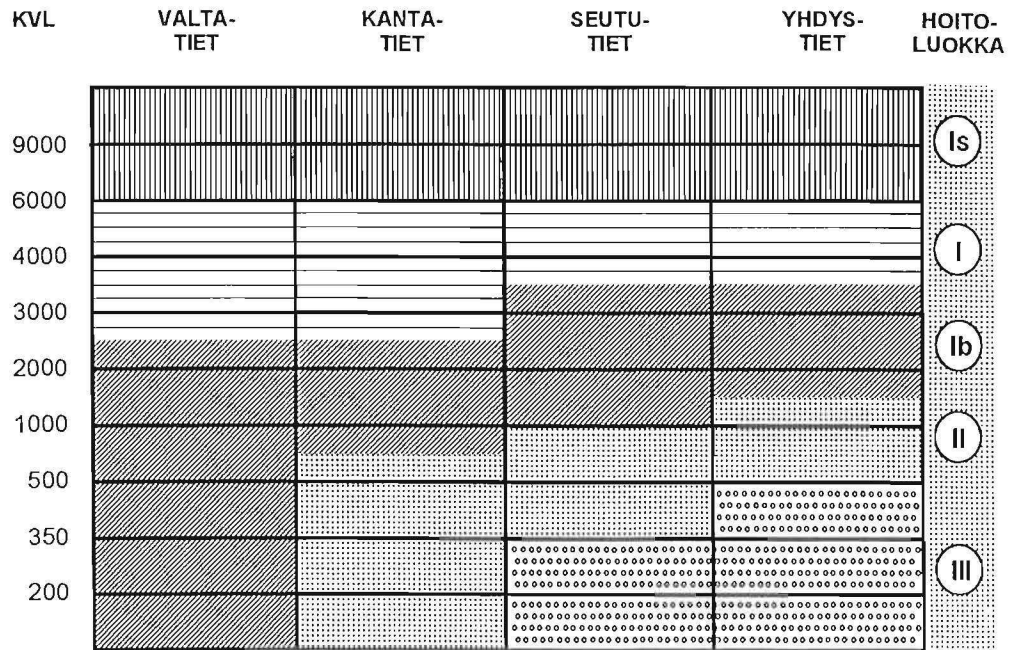 KVL VALTA- KANTA- SEUTU- YHDYS- HOITO-
TIET TIET TIET TIET LUOKKA
9000 Is
6000
4000 I
3000
2000 Ib
1000 II
500
350
200 III